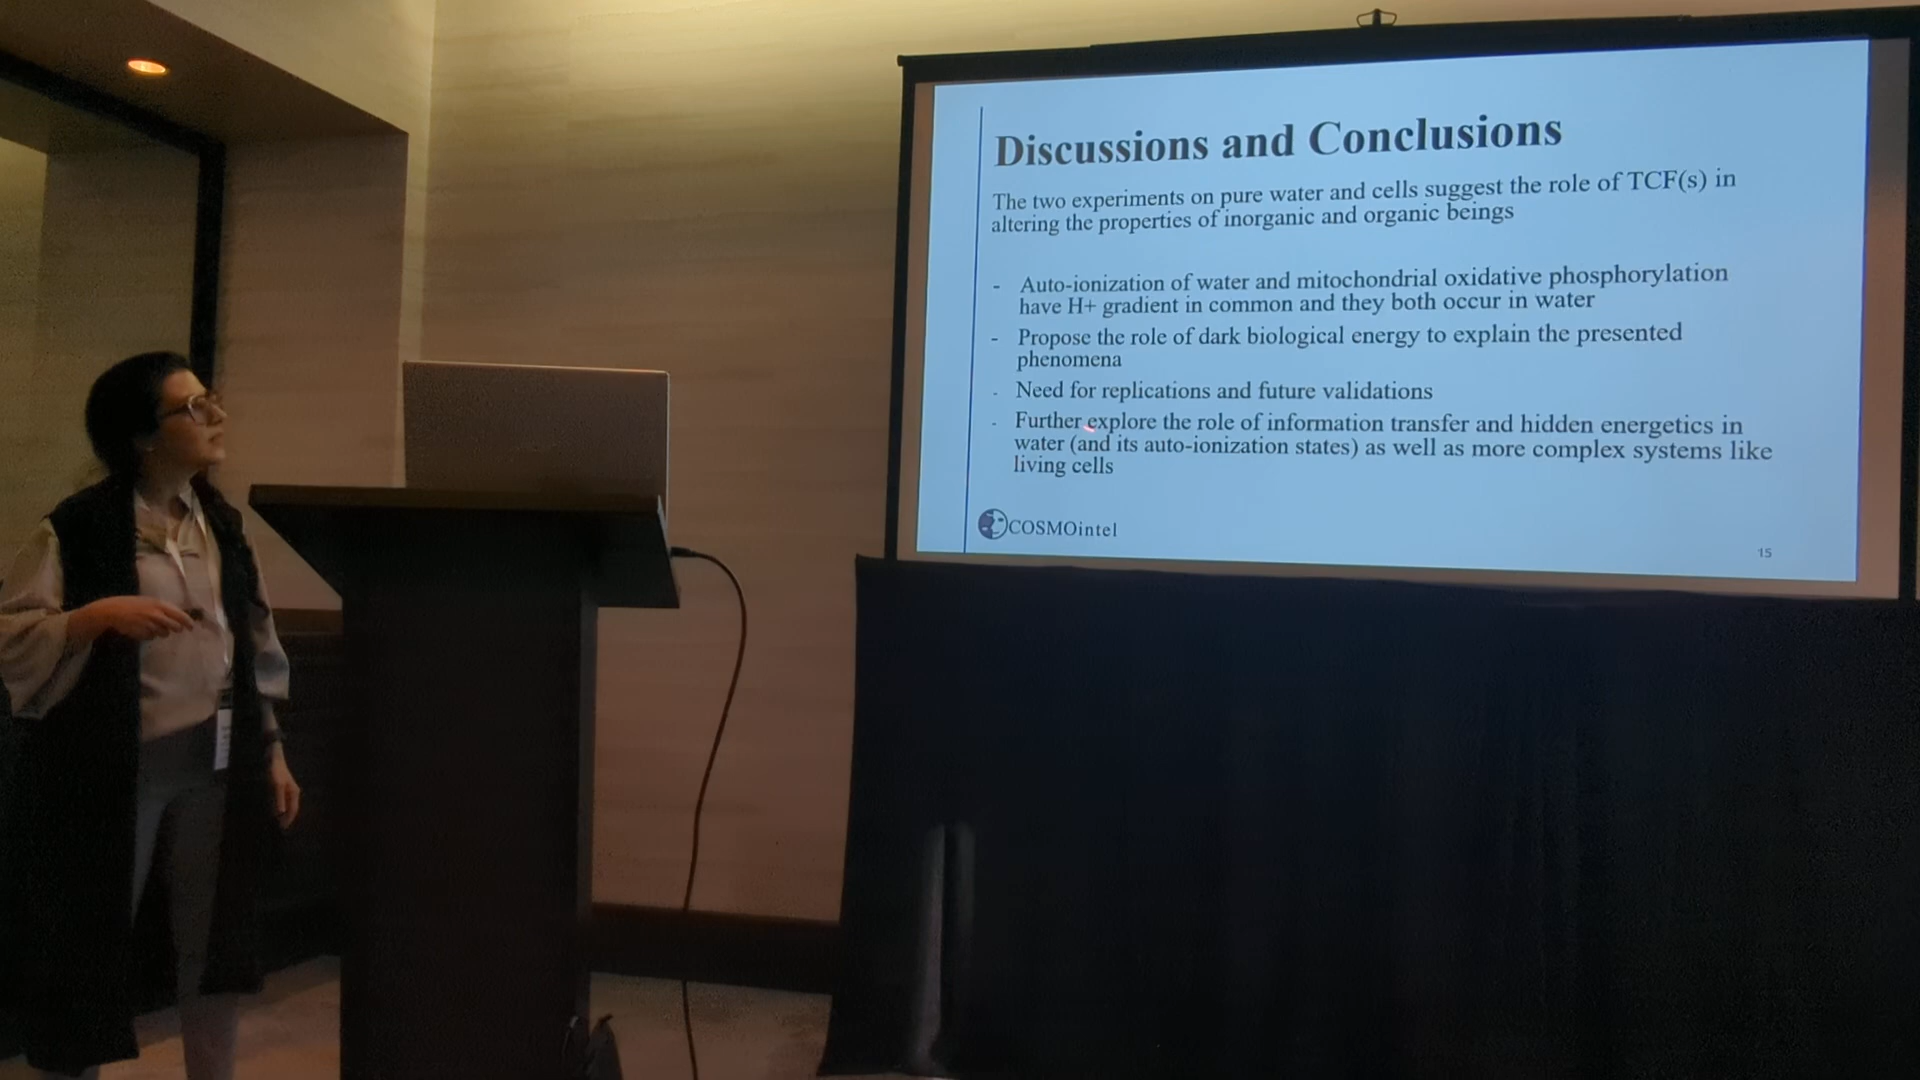 Discussions and Conclusions
The two experiments on pure water and cells suggest the role of TCF(s) in
altering the properties of inorganic and organic beings
- Auto-ionization of water and mitochondrial oxidative phosphorylation
have H+ gradient in common and they both occur in water
- Propose the role of dark biological energy to explain the presented
phenomena
- Need for replications and future validations
- Further explore the role of information transfer and hidden energetics in
water (and its auto-ionization states) as well as more complex systems like
living cells
COSMOintel
15